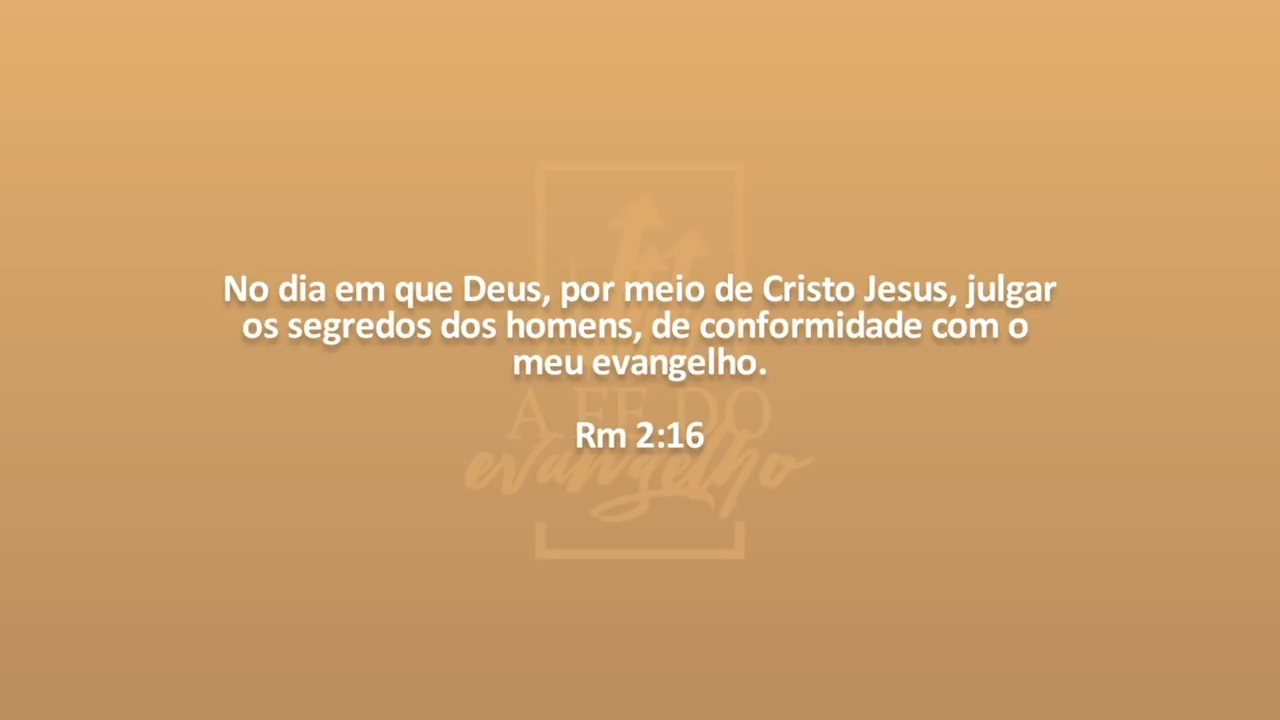 No dia em que Deus, por meio de Cristo Jesus, julgar
os segredos dos homens, de conformidade com o
meu evangelho.
A FÉ DO
Rm 2:16
evangelho